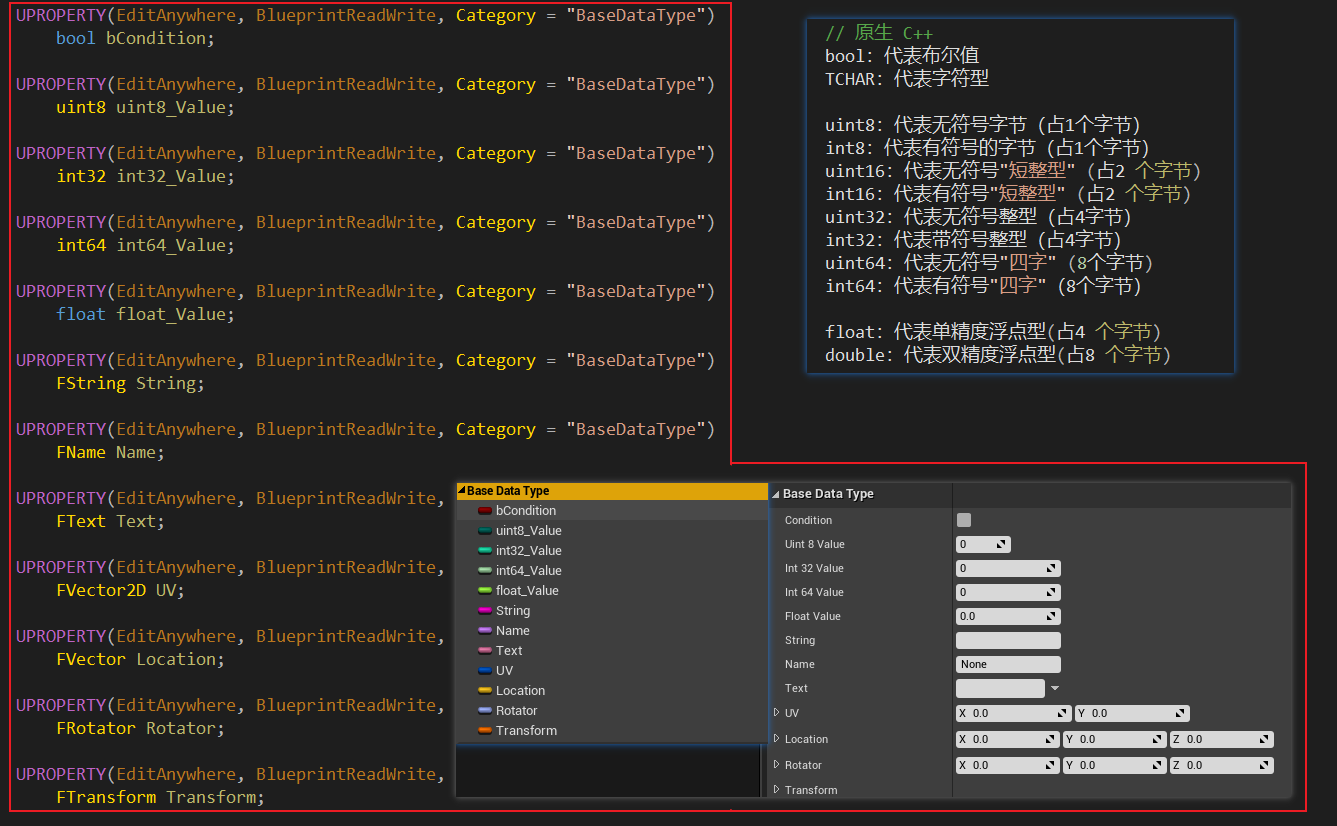 UPROPERTY(EditAnywhere, BlueprintReadWrite, Category = "BaseDataType")
bool bCondition;
UPROPERTY(EditAnywhere, BlueprintReadWrite, Category = "BaseDataType")
uint8 uint8_Value;
UPROPERTY(EditAnywhere, BlueprintReadWrite, Category = "BaseDataType")
int32 int32_Value;
UPROPERTY(EditAnywhere, BlueprintReadWrite, Category = "BaseDataType")
int64 int64_Value;
UPROPERTY(EditAnywhere, BlueprintReadWrite, Category = "BaseDataType")
float float_Value;
UPROPERTY(EditAnywhere, BlueprintReadWrite, Category = "BaseDataType")
FString String;
UPROPERTY(EditAnywhere, BlueprintReadWrite, Category = "BaseDataType")
FName Name;
UPROPERTY(EditAnywhere, BlueprintReadWrite,
FText Text;
UPROPERTY(EditAnywhere, BlueprintReadWrite,
FVector2D UV;
UPROPERTY(EditAnywhere, BlueprintReadWrite,
FVector Location;
UPROPERTY(EditAnywhere, BlueprintReadWrite,
FRotator Rotator;
UPROPERTY(EditAnywhere, BlueprintReadWrite,
FTransform Transform;
// 原生 C++
bool: 代表布尔值
TCHAR: 代表字符型
uint8: 代表无符号字节 (占1个字节)
int8: 代表有符号的字节 (占1个字节)
uint16: 代表无符号"短整型" (占2 个字节)
int16: 代表有符号"短整型" (占2 个字节)
uint32: 代表无符号整型 (占4字节)
int32: 代表带符号整型 (占4字节)
uint64: 代表无符号"四字" (8个字节)
int64: 代表有符号"四字" (8个字节)
float: 代表单精度浮点型(占4 个字节)
double: 代表双精度浮点型(占8 个字节)
Base Data Type
bCondition
uint8_Value
int32_Value
int64_Value
float_Value
String
Name
Text
UV
Location
Rotator
Transform
Base Data Type
Condition
Uint 8 Value 0
Int 32 Value 0
Int 64 Value 0
Float Value 0.0
String
Name None
Text
UV X 0.0 Y 0.0
Location X 0.0 Y 0.0 Z 0.0
Rotator X 0.0 Y 0.0 Z 0.0
Transform